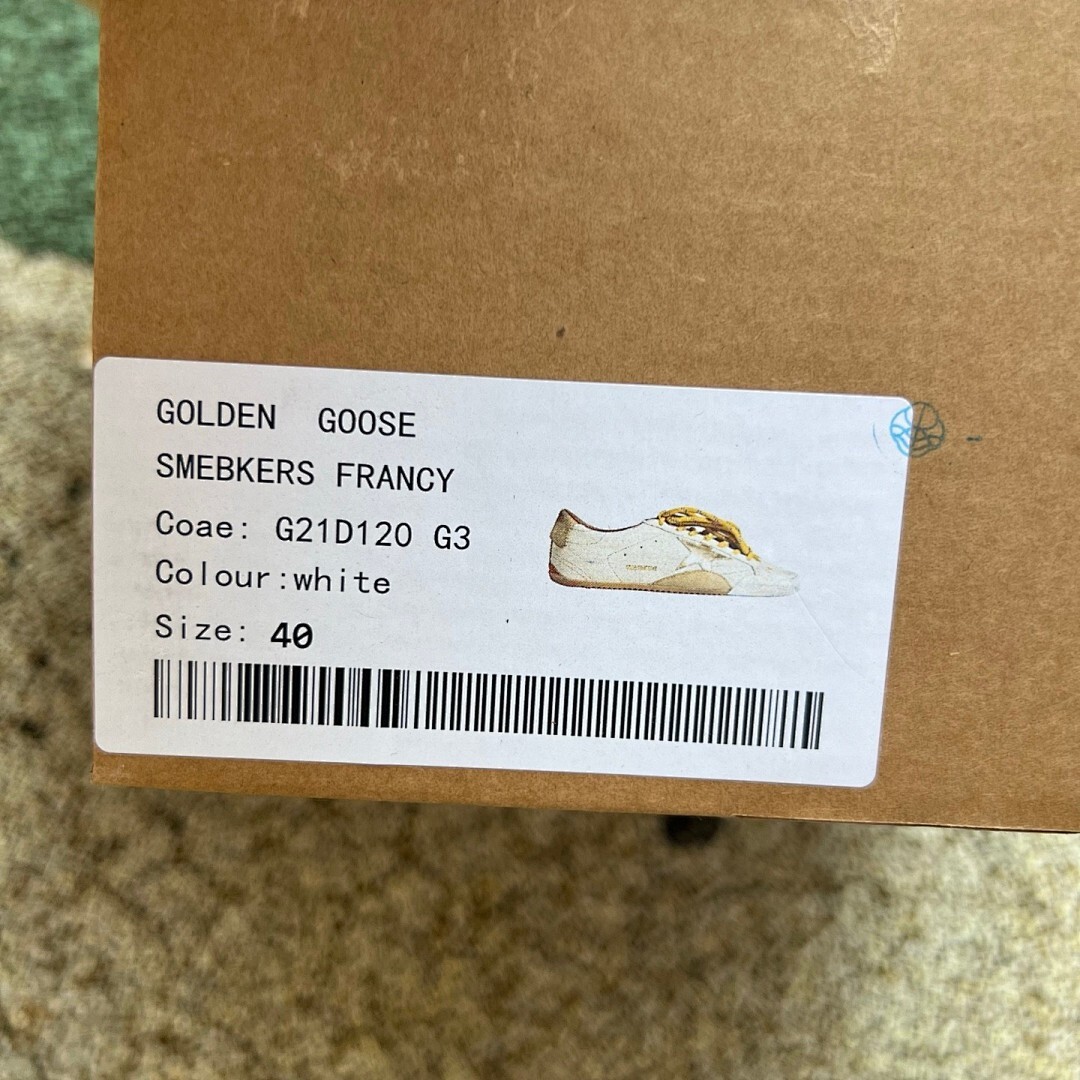 GOLDEN GOOSE
SMEBKERS FRANCY
Coae: G21D120 G3
Colour:white
Size: 40